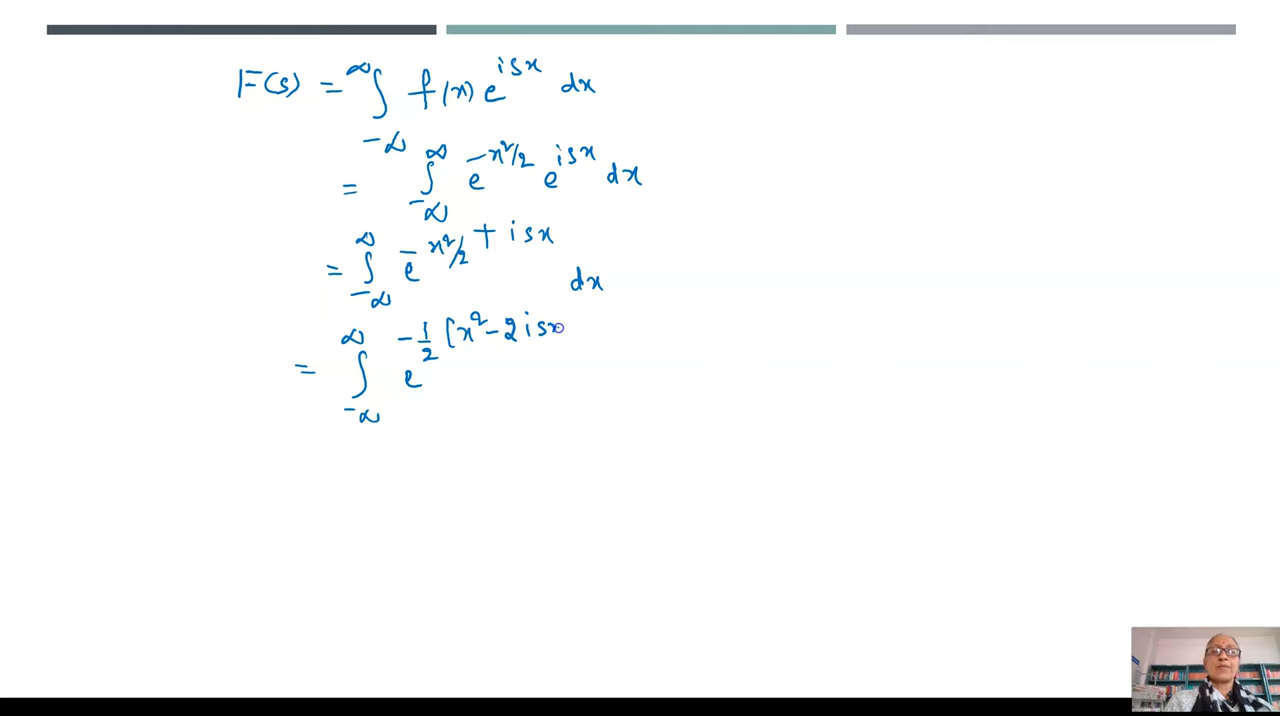 F(s) = ∫_{-∞}^{∞} f(x) e^{isx} dx
= ∫_{-∞}^{∞} e^{-x²/2} e^{isx} dx
= ∫_{-∞}^{∞} e^{-x²/2 + isx} dx
= ∫_{-∞}^{∞} e^{-1/2 [x² - 2isx